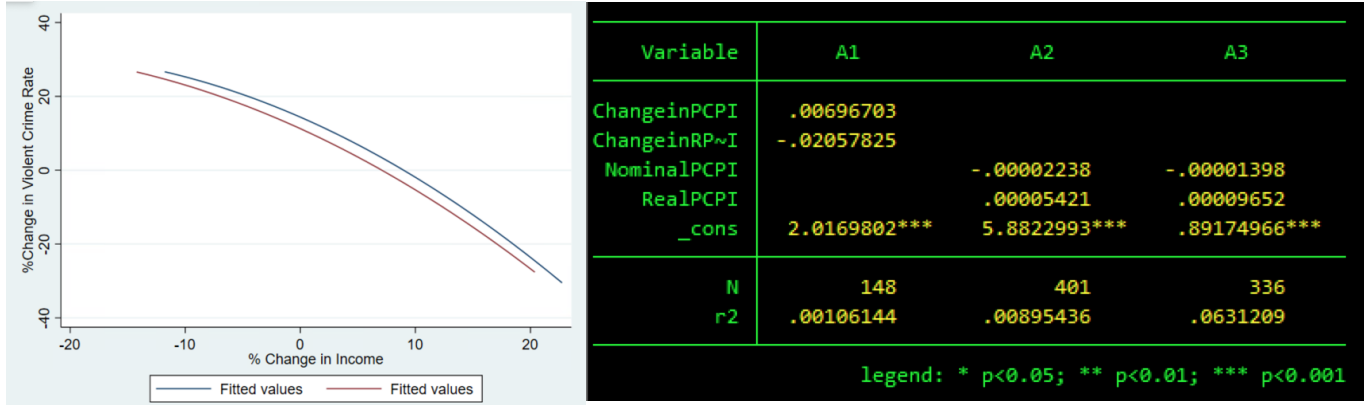 %Change in Violent Crime Rate
40
20
0
-20
-40
-20 -10 0 10 20
% Change in Income
Fitted values Fitted values
Variable A1 A2 A3
ChangeinPCPI .00696703
ChangeinRP~I -.02057825
NominalPCPI -.00002238 -.00001398
RealPCPI .00005421 .00009652
_cons 2.0169802*** 5.8822993*** .89174966***
N 148 401 336
r2 .00106144 .00895436 .0631209
legend: * p<0.05; ** p<0.01; *** p<0.001